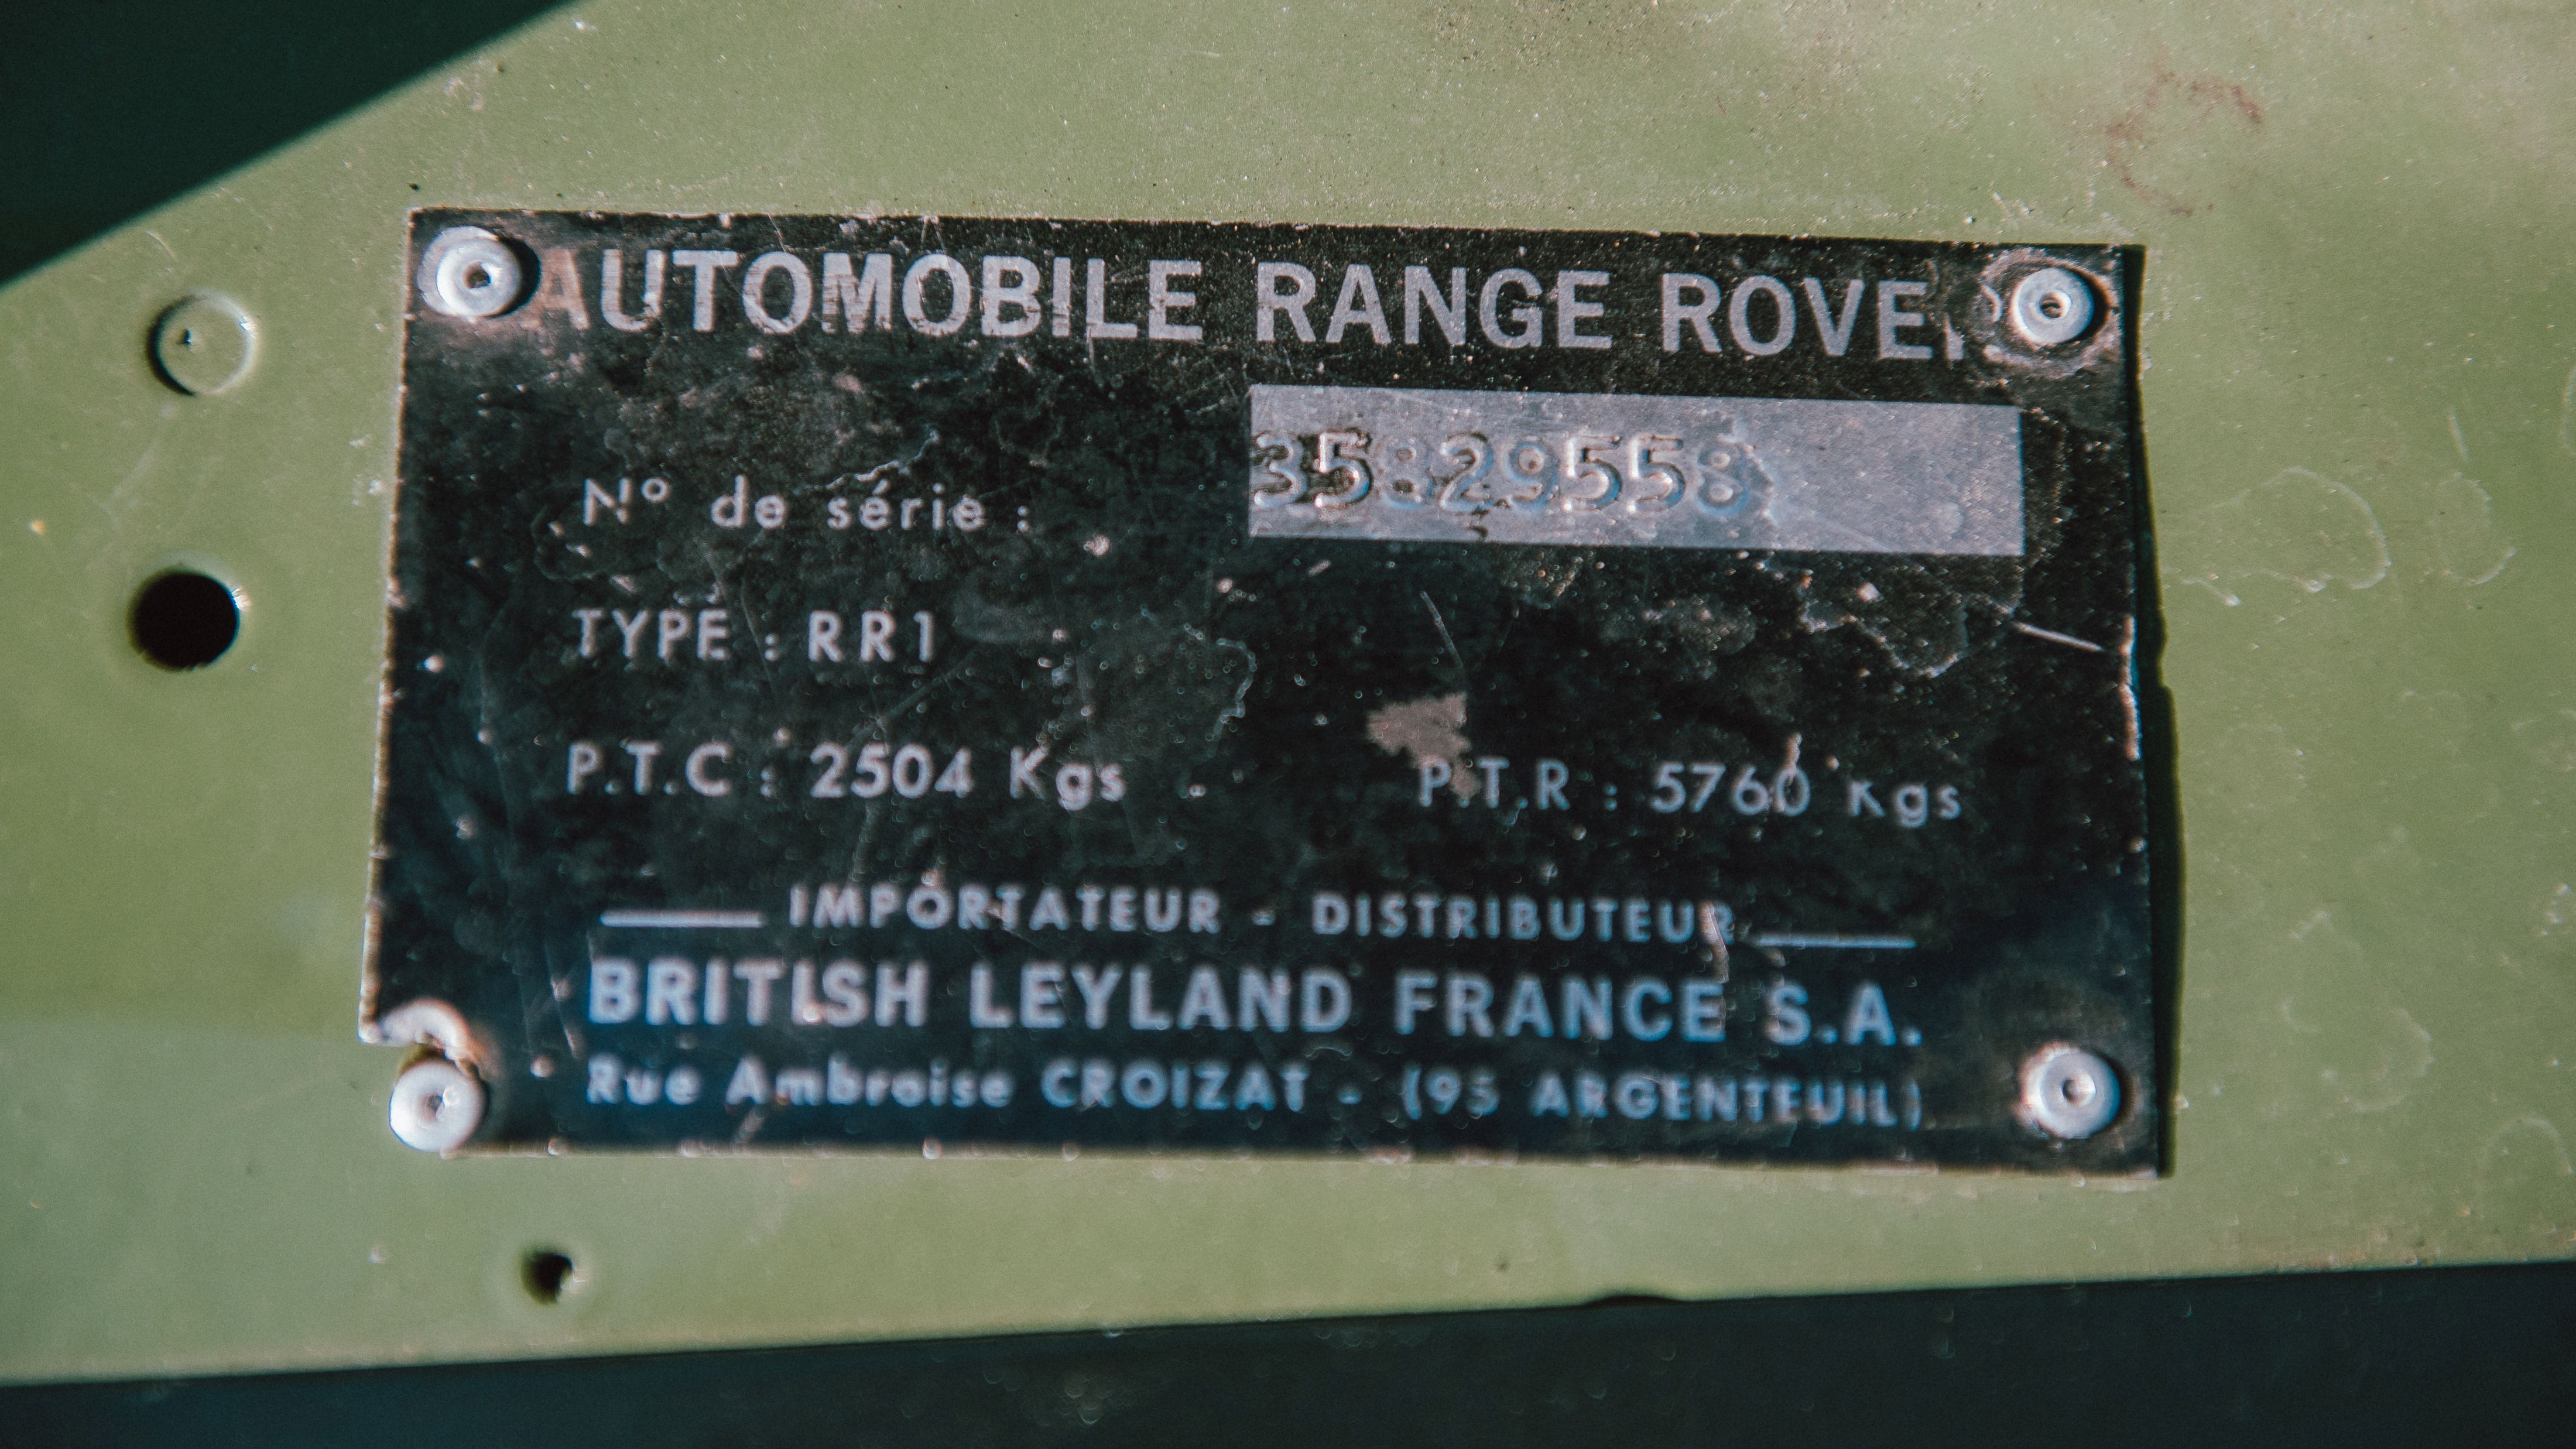 AUTOMOBILE RANGE ROVER
Nº de série : 35829558
TYPE : RR1
P.T.C : 2504 Kgs P.T.R : 5760 Kgs
IMPORTATEUR - DISTRIBUTEUR
BRITISH LEYLAND FRANCE S.A.
Rue Ambroise CROIZAT - (95 ARGENTEUIL)